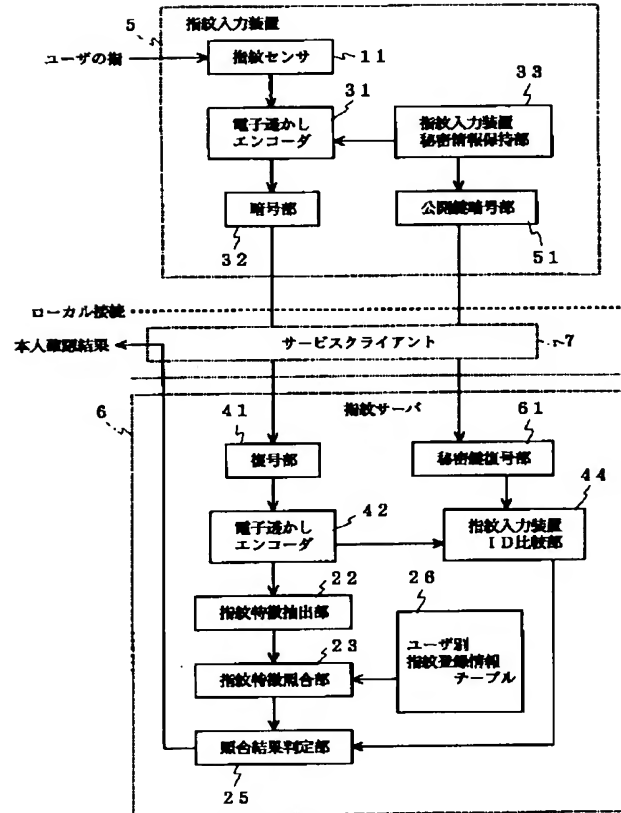 5
指紋入力装置
ユーザの指
指紋センサ
11
31
33
電子透かし
エンコーダ
指紋入力装置
秘密情報保持部
暗号部
公開鍵暗号部
32
51
ローカル接続
本人確認結果
サービスクライアント
7
6
指紋サーバ
41
61
復号部
秘密鍵復号部
42
44
電子透かし
エンコーダ
指紋入力装置
ID比較部
22
26
指紋特徴抽出部
23
ユーザ別
指紋登録情報
テーブル
指紋特徴照合部
照合結果判定部
25